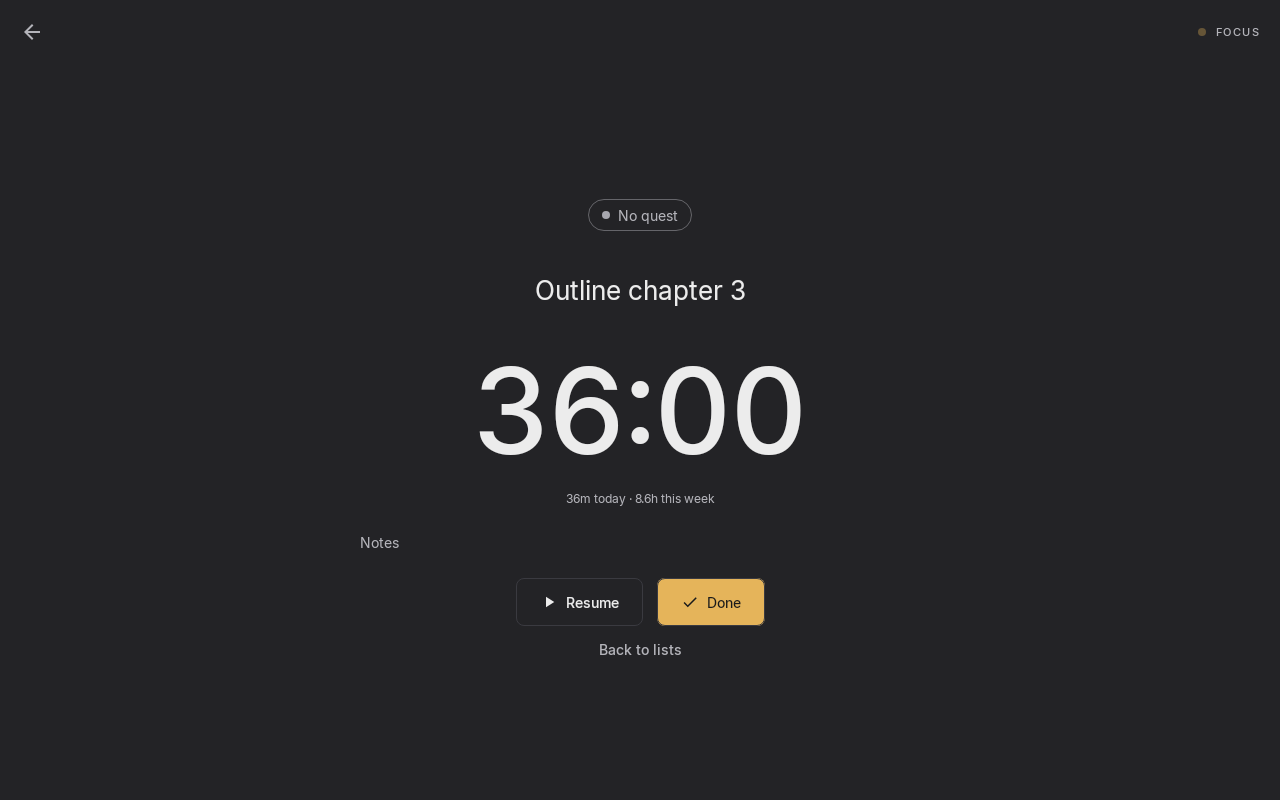 FOCUS
No quest
Outline chapter 3
36:00
36m today · 8.6h this week
Notes
Resume
Done
Back to lists